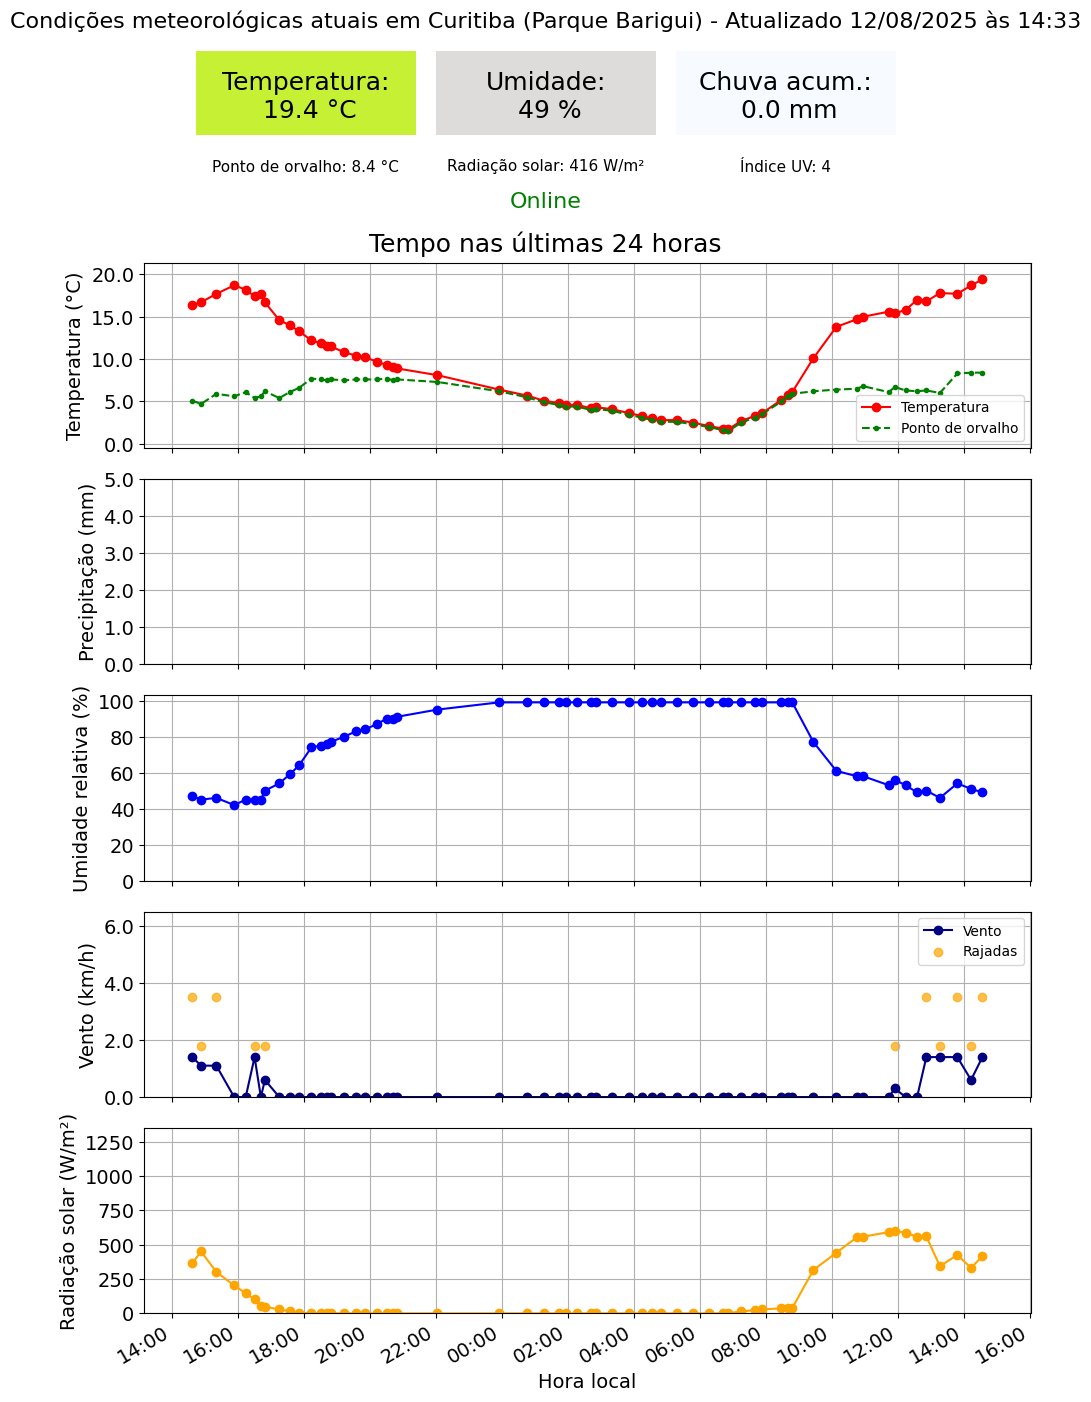 Condições meteorológicas atuais em Curitiba (Parque Barigui) - Atualizado 12/08/2025 às 14:33
Temperatura:
19.4 °C
Umidade:
49 %
Chuva acum.:
0.0 mm
Ponto de orvalho: 8.4 °C
Radiação solar: 416 W/m²
Índice UV: 4
Online
Tempo nas últimas 24 horas
Temperatura (°C)
20.0
15.0
10.0
5.0
0.0
Temperatura
Ponto de orvalho
Precipitação (mm)
5.0
4.0
3.0
2.0
1.0
0.0
Umidade relativa (%)
100
80
60
40
20
0
Vento (km/h)
6.0
4.0
2.0
0.0
Vento
Rajadas
Radiação solar (W/m²)
1250
1000
750
500
250
0
14:00 16:00 18:00 20:00 22:00 00:00 02:00 04:00 06:00 08:00 10:00 12:00 14:00 16:00
Hora local